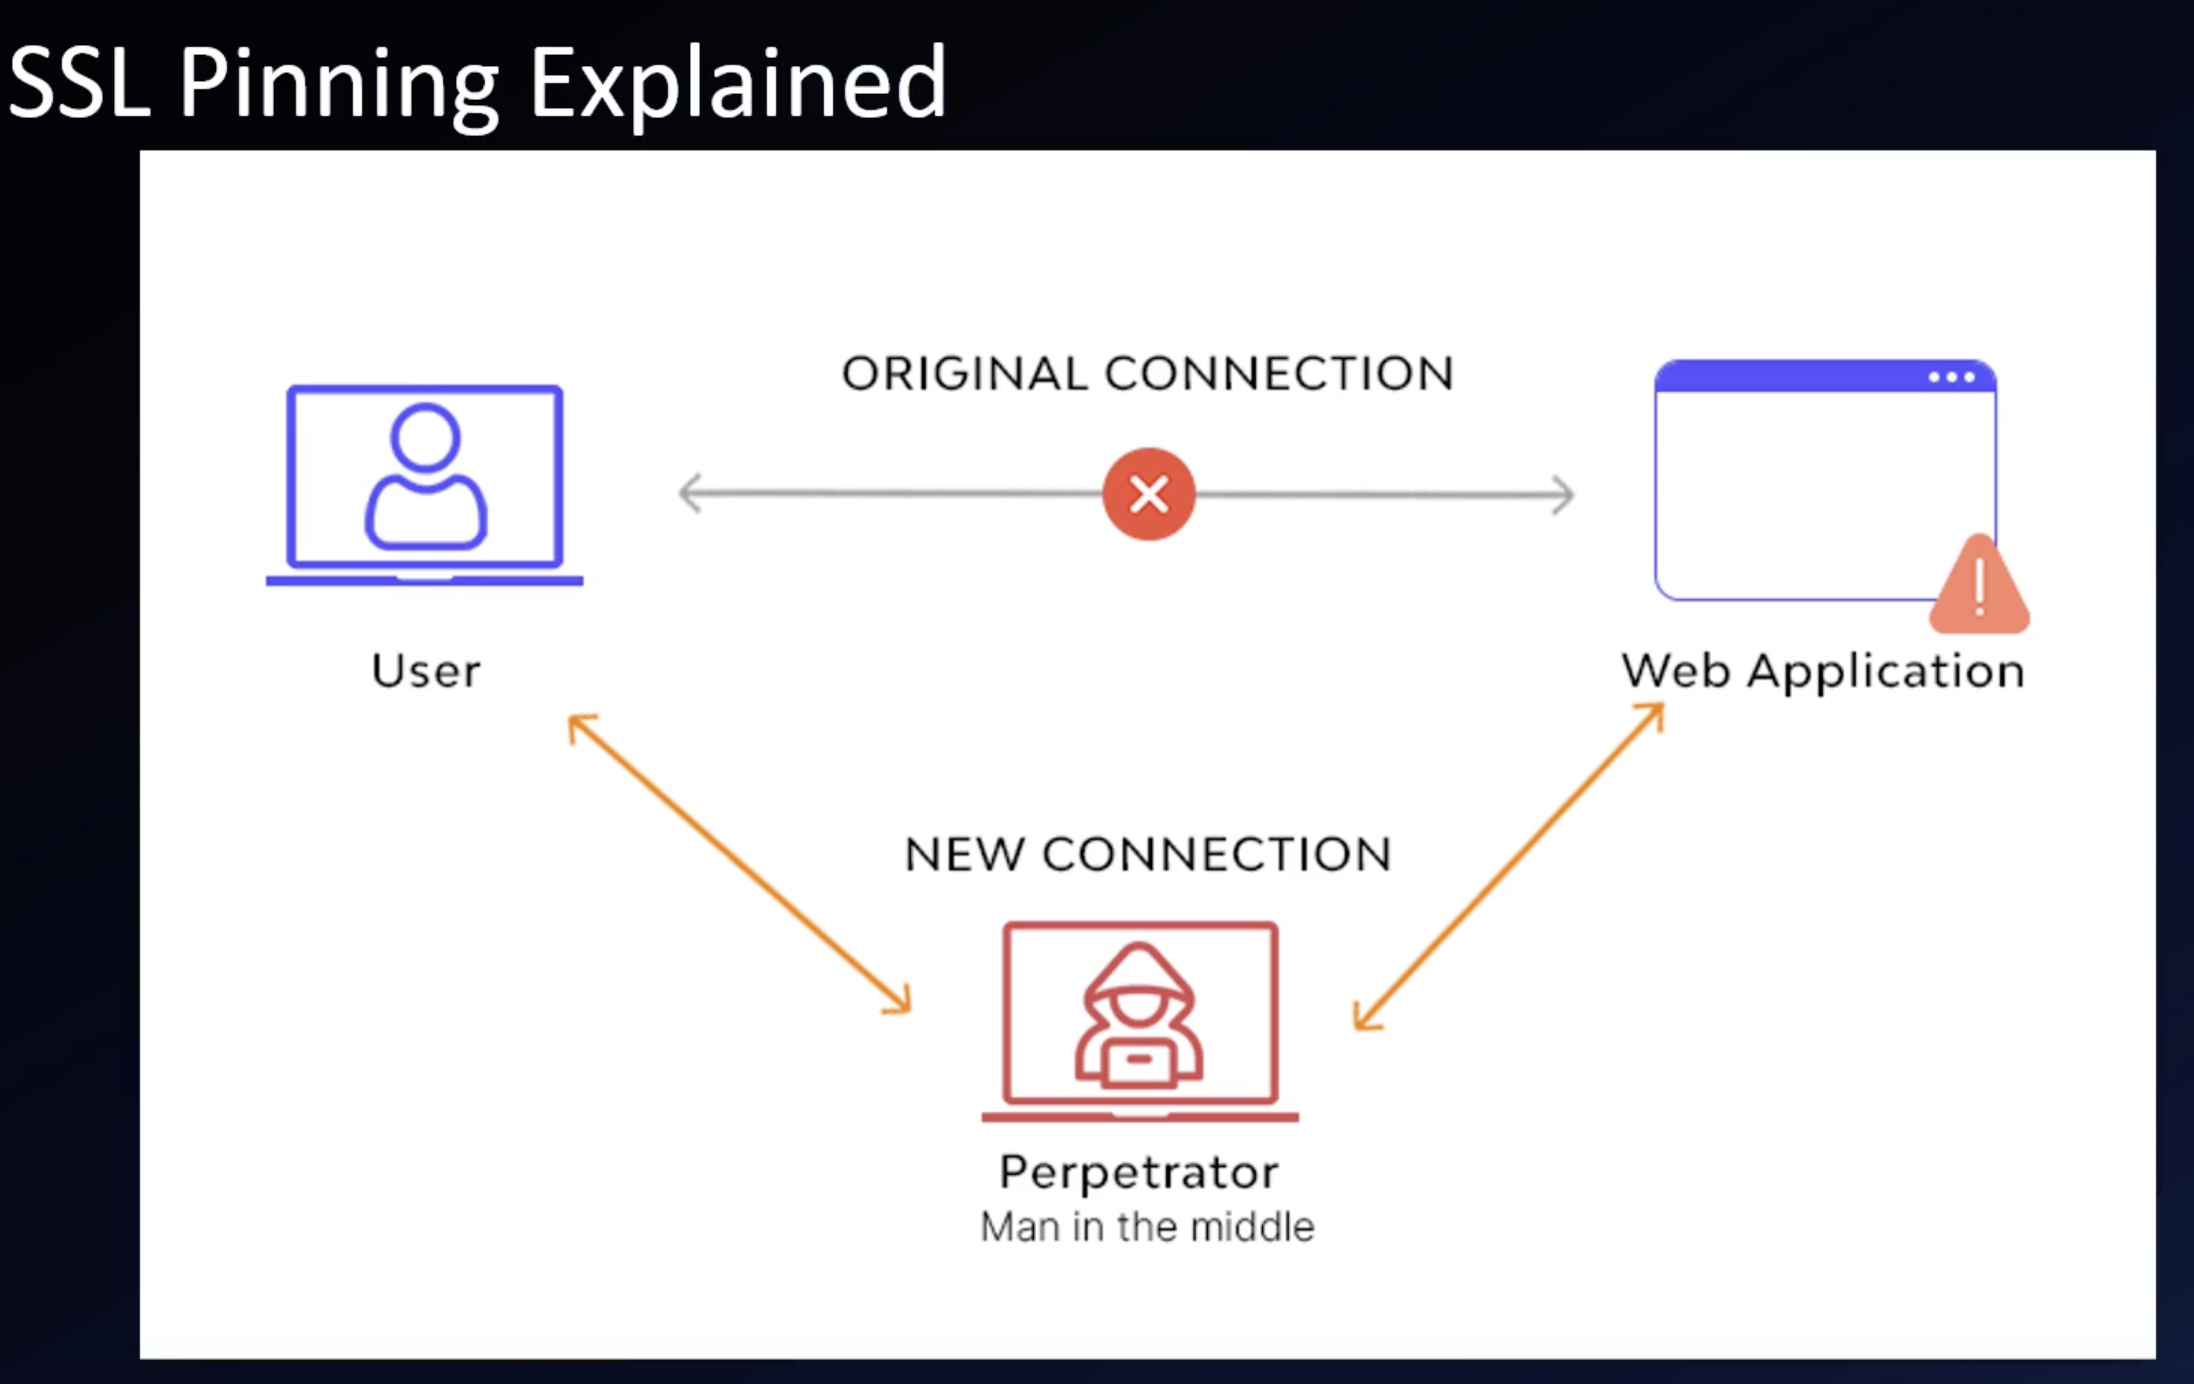 SSL Pinning Explained
ORIGINAL CONNECTION
User
Web Application
NEW CONNECTION
Perpetrator
Man in the middle